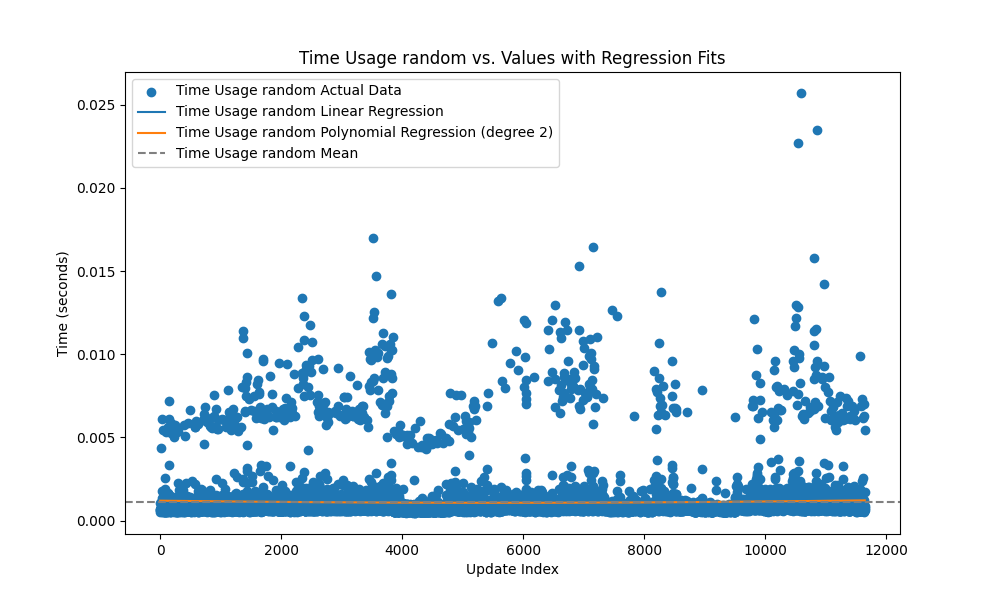 Time Usage random vs. Values with Regression Fits
Time Usage random Actual Data
Time Usage random Linear Regression
Time Usage random Polynomial Regression (degree 2)
Time Usage random Mean
0.025
0.020
0.015
0.010
0.005
0.000
Time (seconds)
0 2000 4000 6000 8000 10000 12000
Update Index